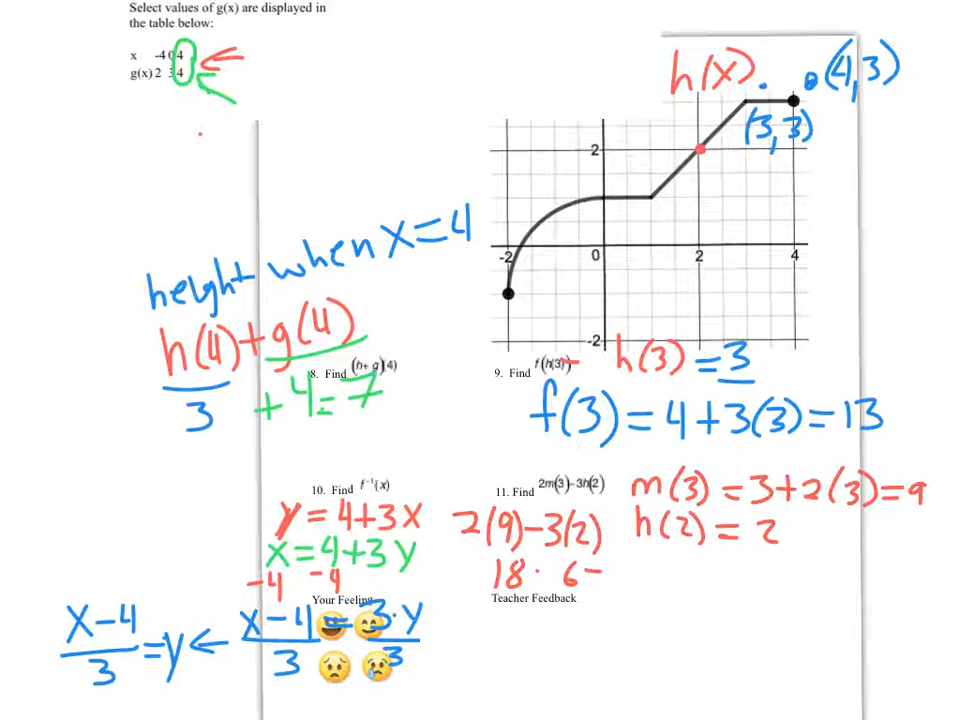 Select values of g(x) are displayed in
the table below:
x -4 0 4
g(x) 2 3 4
h(x)
(4,3)
(3,3)
2
-2 0 2 4
-2
height when x=4
h(4)+g(4)
3 +4=7
8. Find (h+g)(4)
9. Find f(h(3))
h(3) = 3
f(3) = 4+3(3) = 13
10. Find f⁻¹(x)
y = 4+3x
x = 4+3y
-4 -4
x-4 = 3·y
3 3
x-4
3 =y ←
11. Find 2m(3)-3h(2)
m(3) = 3+2(3)=9
2(9)-3(2)
h(2) = 2
18 · 6 =
Your Feeling
Teacher Feedback